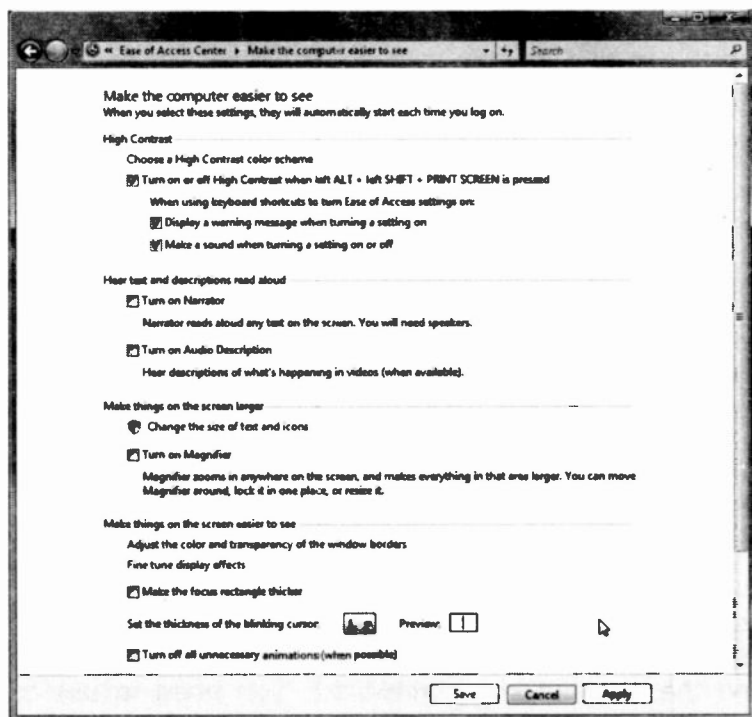 « Ease of Access Center ▸ Make the computer easier to see
Search
Make the computer easier to see
When you select these settings, they will automatically start each time you log on.
High Contrast
Choose a High Contrast color scheme
Turn on or off High Contrast when left ALT + left SHIFT + PRINT SCREEN is pressed
When using keyboard shortcuts to turn Ease of Access settings on:
Display a warning message when turning a setting on
Make a sound when turning a setting on or off
Hear text and descriptions read aloud
Turn on Narrator
Narrator reads aloud any text on the screen. You will need speakers.
Turn on Audio Description
Hear descriptions of what's happening in videos (when available).
Make things on the screen larger
Change the size of text and icons
Turn on Magnifier
Magnifier zooms in anywhere on the screen, and makes everything in that area larger. You can move
Magnifier around, lock it in one place, or resize it.
Make things on the screen easier to see
Adjust the color and transparency of the window borders
Fine tune display effects
Make the focus rectangle thicker
Set the thickness of the blinking cursor: Preview:
Turn off all unnecessary animations (when possible)
Save Cancel Apply